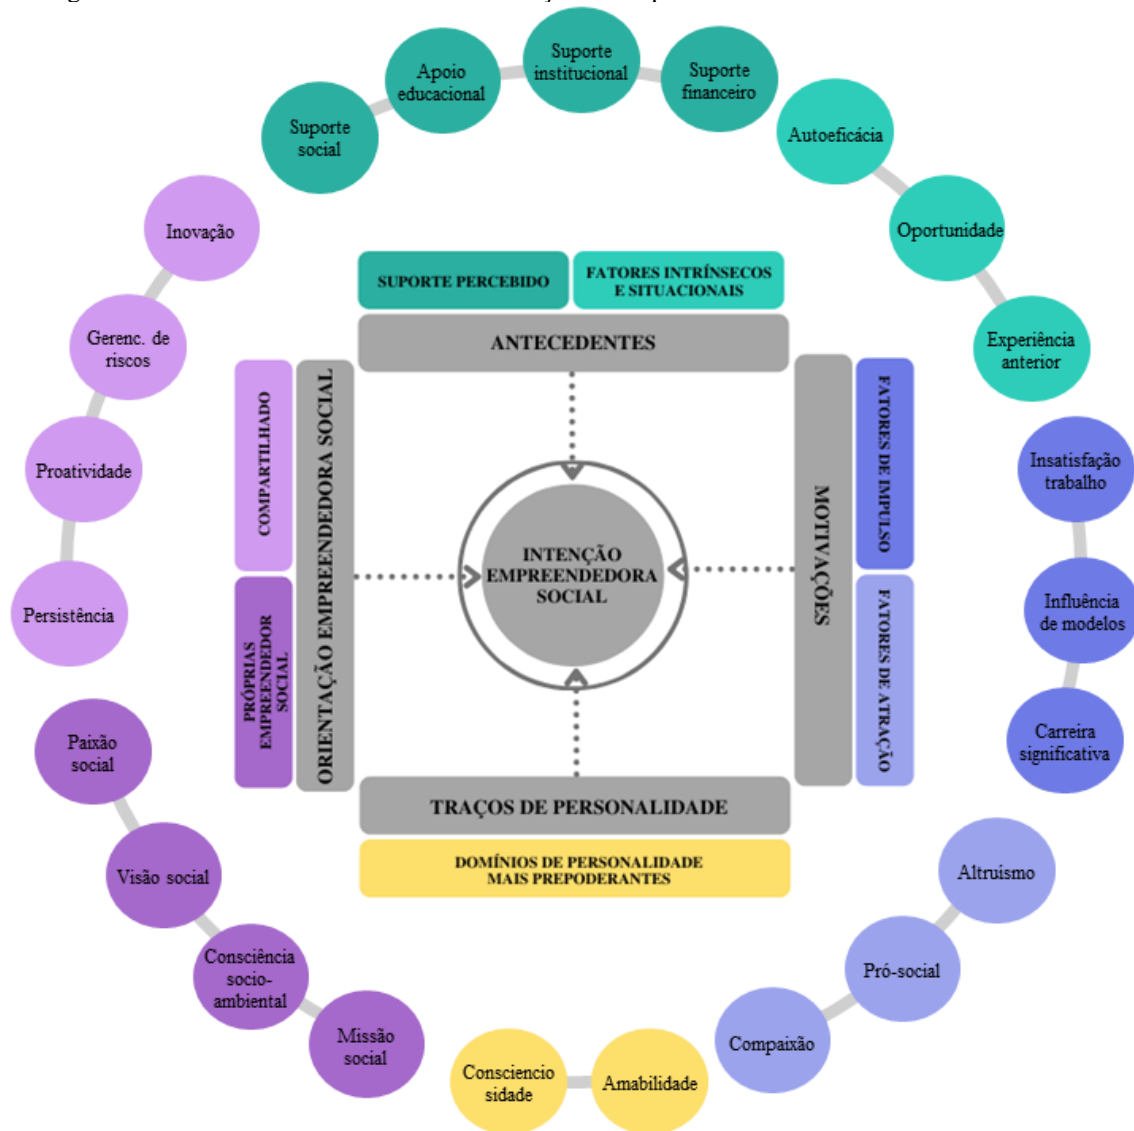 Suporte
institucional
Apoio
educacional
Suporte
financeiro
Suporte
social
Autoeficácia
Inovação
Oportunidade
SUPORTE PERCEBIDO
FATORES INTRÍNSECOS
E SITUACIONAIS
ANTECEDENTES
Gerenc. de
riscos
Experiência
anterior
COMPARTILHADO
ORIENTAÇÃO EMPREENDEDORA SOCIAL
MOTIVAÇÕES
FATORES DE IMPULSO
Proatividade
Insatisfação
trabalho
INTENÇÃO
EMPREENDEDORA
SOCIAL
Persistência
Influência
de modelos
PRÓPRIAS
EMPREENDEDOR
SOCIAL
FATORES DE ATRAÇÃO
Paixão
social
Carreira
significativa
TRAÇOS DE PERSONALIDADE
DOMÍNIOS DE PERSONALIDADE
MAIS PREPODERANTES
Visão social
Altruísmo
Consciência
socio-
ambiental
Pró-social
Missão
social
Compaixão
Consciencio
sidade
Amabilidade